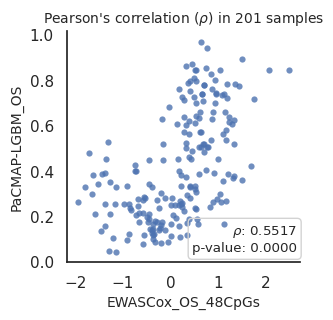 Pearson's correlation (ρ) in 201 samples
1.0
0.8
0.6
0.4
0.2
0.0
PaCMAP-LGBM_OS
ρ: 0.5517
p-value: 0.0000
−2
−1
0
1
2
EWASCox_OS_48CpGs